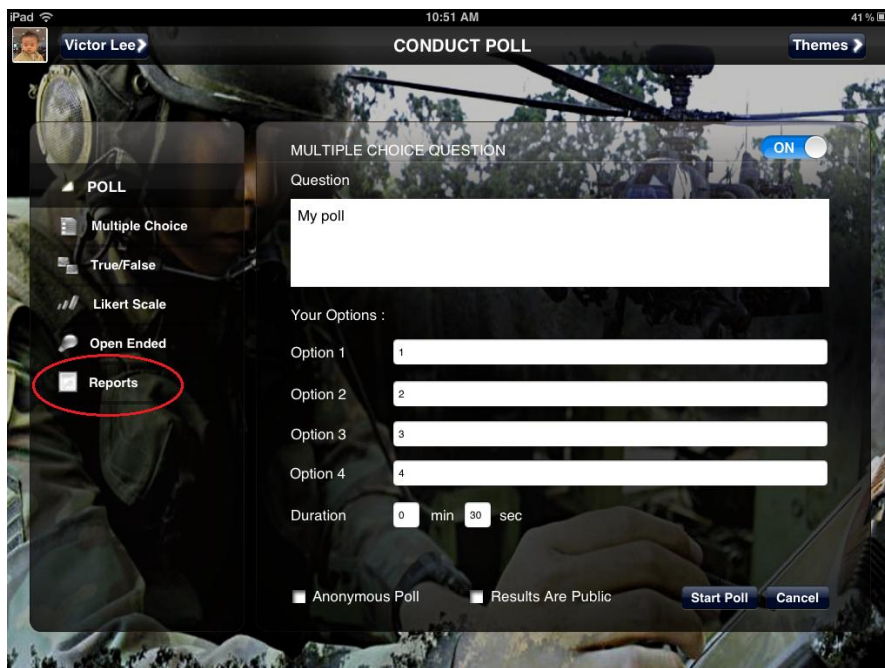 iPad 10:51 AM 41%
Victor Lee CONDUCT POLL Themes
MULTIPLE CHOICE QUESTION ON
Question
My poll
POLL
Multiple Choice
True/False
Likert Scale
Open Ended
Reports
Your Options :
Option 1 1
Option 2 2
Option 3 3
Option 4 4
Duration 0 min 30 sec
Anonymous Poll Results Are Public Start Poll Cancel